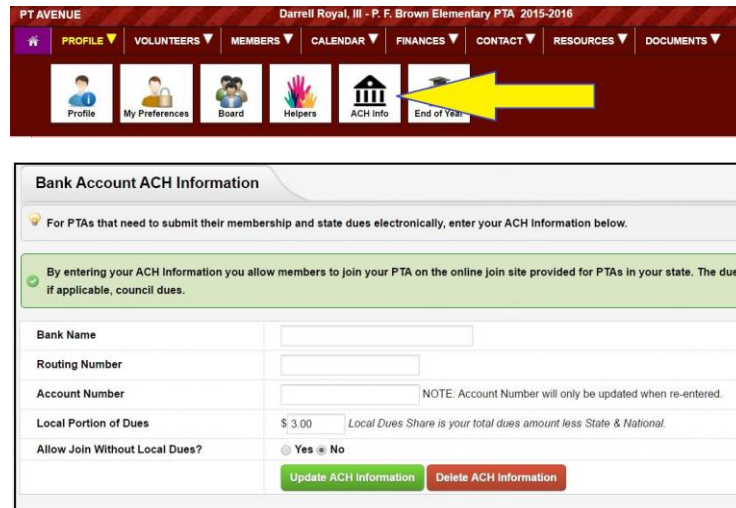 PT AVENUE Darrell Royal, III - P. F. Brown Elementary PTA 2015-2016
PROFILE VOLUNTEERS MEMBERS CALENDAR FINANCES CONTACT RESOURCES DOCUMENTS
Profile My Preferences Board Helpers ACH Info End of Year
Bank Account ACH Information
For PTAs that need to submit their membership and state dues electronically, enter your ACH Information below.
By entering your ACH Information you allow members to join your PTA on the online join site provided for PTAs in your state. The due
if applicable, council dues.
Bank Name
Routing Number
Account Number NOTE: Account Number will only be updated when re-entered.
Local Portion of Dues $ 3.00 Local Dues Share is your total dues amount less State & National.
Allow Join Without Local Dues? Yes No
Update ACH Information Delete ACH Information